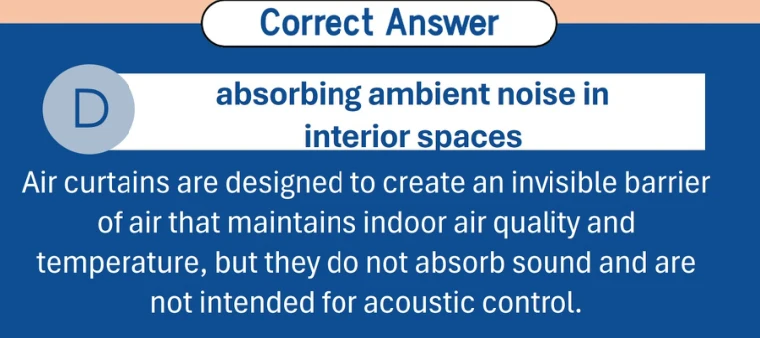 Correct Answer
D
absorbing ambient noise in
interior spaces
Air curtains are designed to create an invisible barrier
of air that maintains indoor air quality and
temperature, but they do not absorb sound and are
not intended for acoustic control.